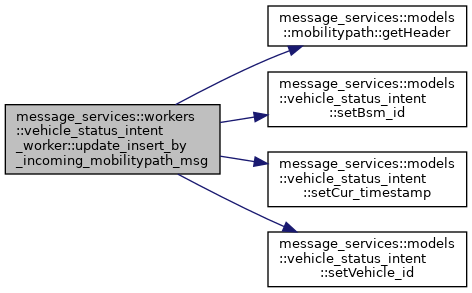 message_services::workers
::vehicle_status_intent
_worker::update_insert_by
_incoming_mobilitypath_msg
message_services::models
::mobilitypath::getHeader
message_services::models
::vehicle_status_intent
::setBsm_id
message_services::models
::vehicle_status_intent
::setCur_timestamp
message_services::models
::vehicle_status_intent
::setVehicle_id